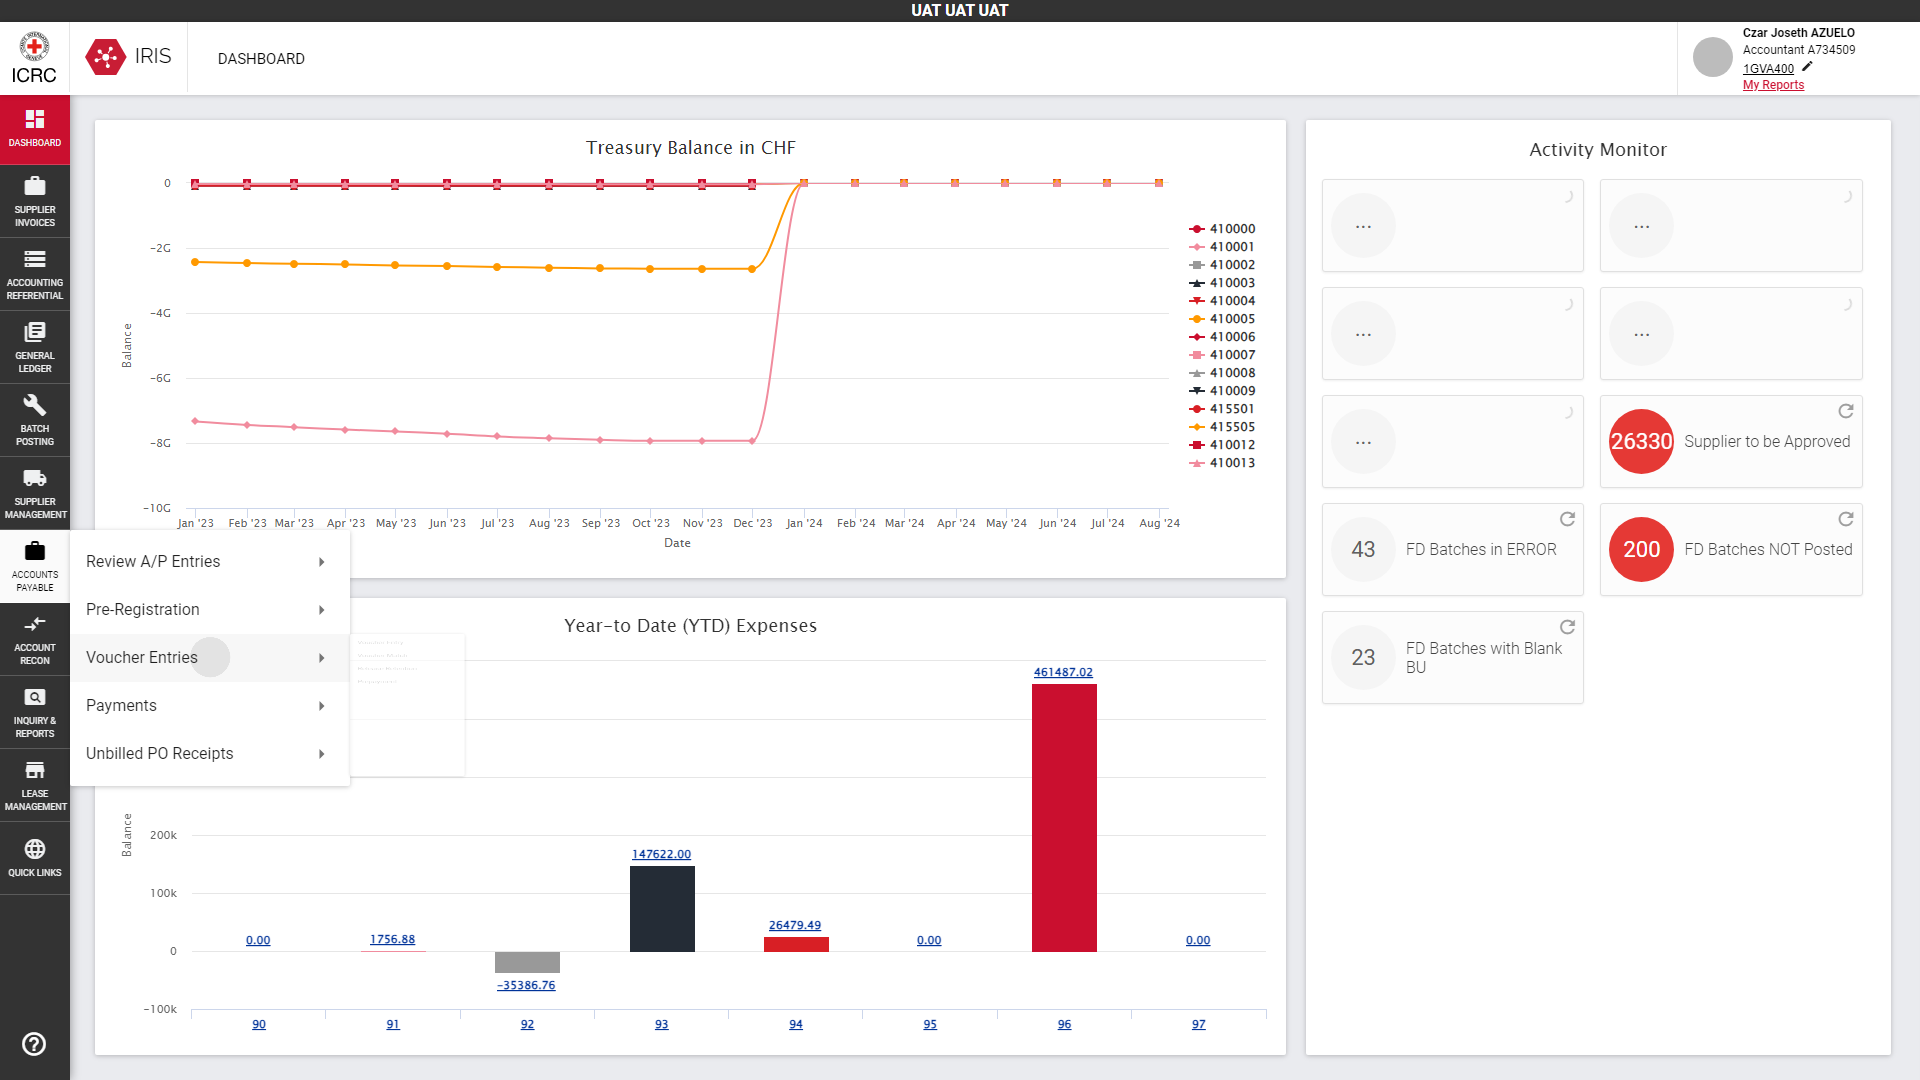 UAT UAT UAT
ICRC
IRIS
DASHBOARD
Czar Joseth AZUELO
Accountant A734509
1GVA400
My Reports
DASHBOARD
SUPPLIER
INVOICES
ACCOUNTING
REFERENTIAL
GENERAL
LEDGER
BATCH
POSTING
SUPPLIER
MANAGEMENT
ACCOUNTS
PAYABLE
ACCOUNT
RECON
INQUIRY &
REPORTS
LEASE
MANAGEMENT
QUICK LINKS
Review A/P Entries
Pre-Registration
Voucher Entries
Payments
Unbilled PO Receipts
Treasury Balance in CHF
0
-2G
-4G
-6G
-8G
-10G
Balance
Jan '23 Feb '23 Mar '23 Apr '23 May '23 Jun '23 Jul '23 Aug '23 Sep '23 Oct '23 Nov '23 Dec '23 Jan '24 Feb '24 Mar '24 Apr '24 May '24 Jun '24 Jul '24 Aug '24
Date
410000
410001
410002
410003
410004
410005
410006
410007
410008
410009
415501
415505
410012
410013
Year-to Date (YTD) Expenses
Balance
200k
100k
0
-100k
0.00
1756.88
-35386.76
147622.00
26479.49
0.00
461487.02
0.00
90 91 92 93 94 95 96 97
Activity Monitor
... ...
... ...
...
26330 Supplier to be Approved
43 FD Batches in ERROR
200 FD Batches NOT Posted
23 FD Batches with Blank
BU